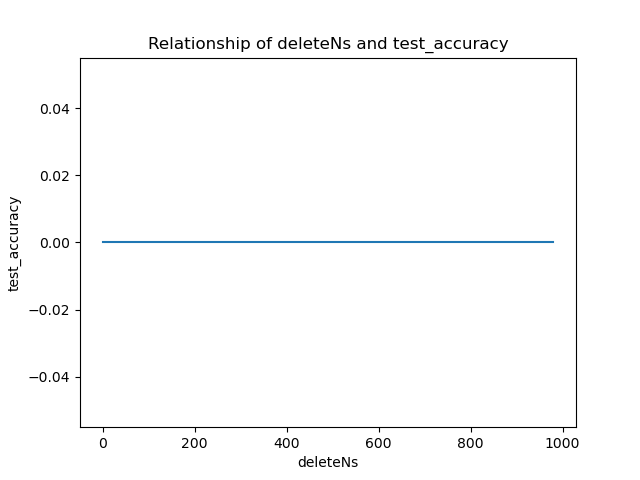 Relationship of deleteNs and test_accuracy
test_accuracy
0.04
0.02
0.00
−0.02
−0.04
0 200 400 600 800 1000
deleteNs